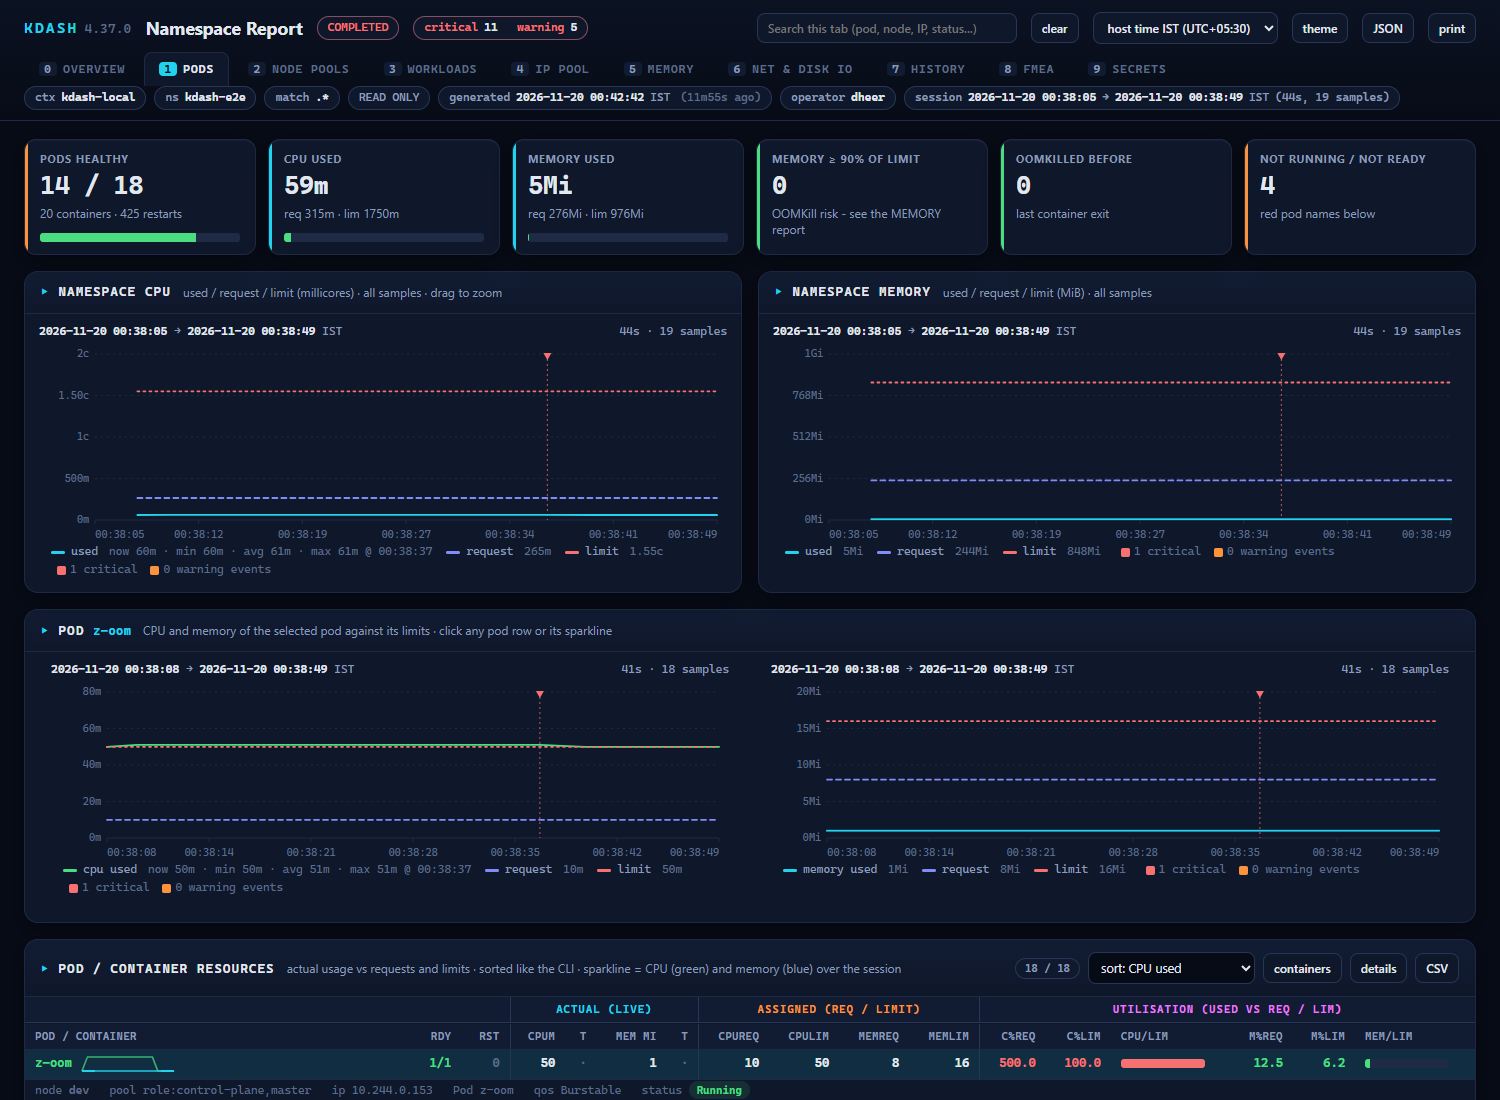 KDASH 4.37.0 Namespace Report COMPLETED critical 11 warning 5 Search this tab (pod, node, IP, status...) clear host time IST (UTC+05:30) theme JSON print
0 OVERVIEW 1 PODS 2 NODE POOLS 3 WORKLOADS 4 IP POOL 5 MEMORY 6 NET & DISK IO 7 HISTORY 8 FMEA 9 SECRETS
ctx kdash-local ns kdash-e2e match .* READ ONLY generated 2026-11-20 00:42:42 IST (11m55s ago) operator dheer session 2026-11-20 00:38:05 → 2026-11-20 00:38:49 IST (44s, 19 samples)
PODS HEALTHY
14 / 18
20 containers · 425 restarts
CPU USED
59m
req 315m · lim 1750m
MEMORY USED
5Mi
req 276Mi · lim 976Mi
MEMORY ≥ 90% OF LIMIT
0
OOMKill risk - see the MEMORY
report
OOMKILLED BEFORE
0
last container exit
NOT RUNNING / NOT READY
4
red pod names below
NAMESPACE CPU used / request / limit (millicores) · all samples · drag to zoom
2026-11-20 00:38:05 → 2026-11-20 00:38:49 IST 44s · 19 samples
2c
1.50c
1c
500m
0m
00:38:05 00:38:12 00:38:19 00:38:27 00:38:34 00:38:41 00:38:49
used now 60m · min 60m · avg 61m · max 61m @ 00:38:37 request 265m limit 1.55c
1 critical 0 warning events
NAMESPACE MEMORY used / request / limit (MiB) · all samples
2026-11-20 00:38:05 → 2026-11-20 00:38:49 IST 44s · 19 samples
1Gi
768Mi
512Mi
256Mi
0Mi
00:38:05 00:38:12 00:38:19 00:38:27 00:38:34 00:38:41 00:38:49
used 5Mi request 244Mi limit 848Mi 1 critical 0 warning events
POD z-oom CPU and memory of the selected pod against its limits · click any pod row or its sparkline
2026-11-20 00:38:08 → 2026-11-20 00:38:49 IST 41s · 18 samples
80m
60m
40m
20m
0m
00:38:08 00:38:14 00:38:21 00:38:28 00:38:35 00:38:42 00:38:49
cpu used now 50m · min 50m · avg 51m · max 51m @ 00:38:37 request 10m limit 50m
1 critical 0 warning events
2026-11-20 00:38:08 → 2026-11-20 00:38:49 IST 41s · 18 samples
20Mi
15Mi
10Mi
5Mi
0Mi
00:38:08 00:38:14 00:38:21 00:38:28 00:38:35 00:38:42 00:38:49
memory used 1Mi request 8Mi limit 16Mi 1 critical 0 warning events
POD / CONTAINER RESOURCES actual usage vs requests and limits · sorted like the CLI · sparkline = CPU (green) and memory (blue) over the session 18 / 18 sort: CPU used containers details CSV
ACTUAL (LIVE) ASSIGNED (REQ / LIMIT) UTILISATION (USED VS REQ / LIM)
POD / CONTAINER RDY RST CPUM T MEM MI T CPUREQ CPULIM MEMREQ MEMLIM C%REQ C%LIM CPU/LIM M%REQ M%LIM MEM/LIM
z-oom 1/1 0 50 · 1 · 10 50 8 16 500.0 100.0 12.5 6.2
node dev pool role:control-plane,master ip 10.244.0.153 Pod z-oom qos Burstable status Running